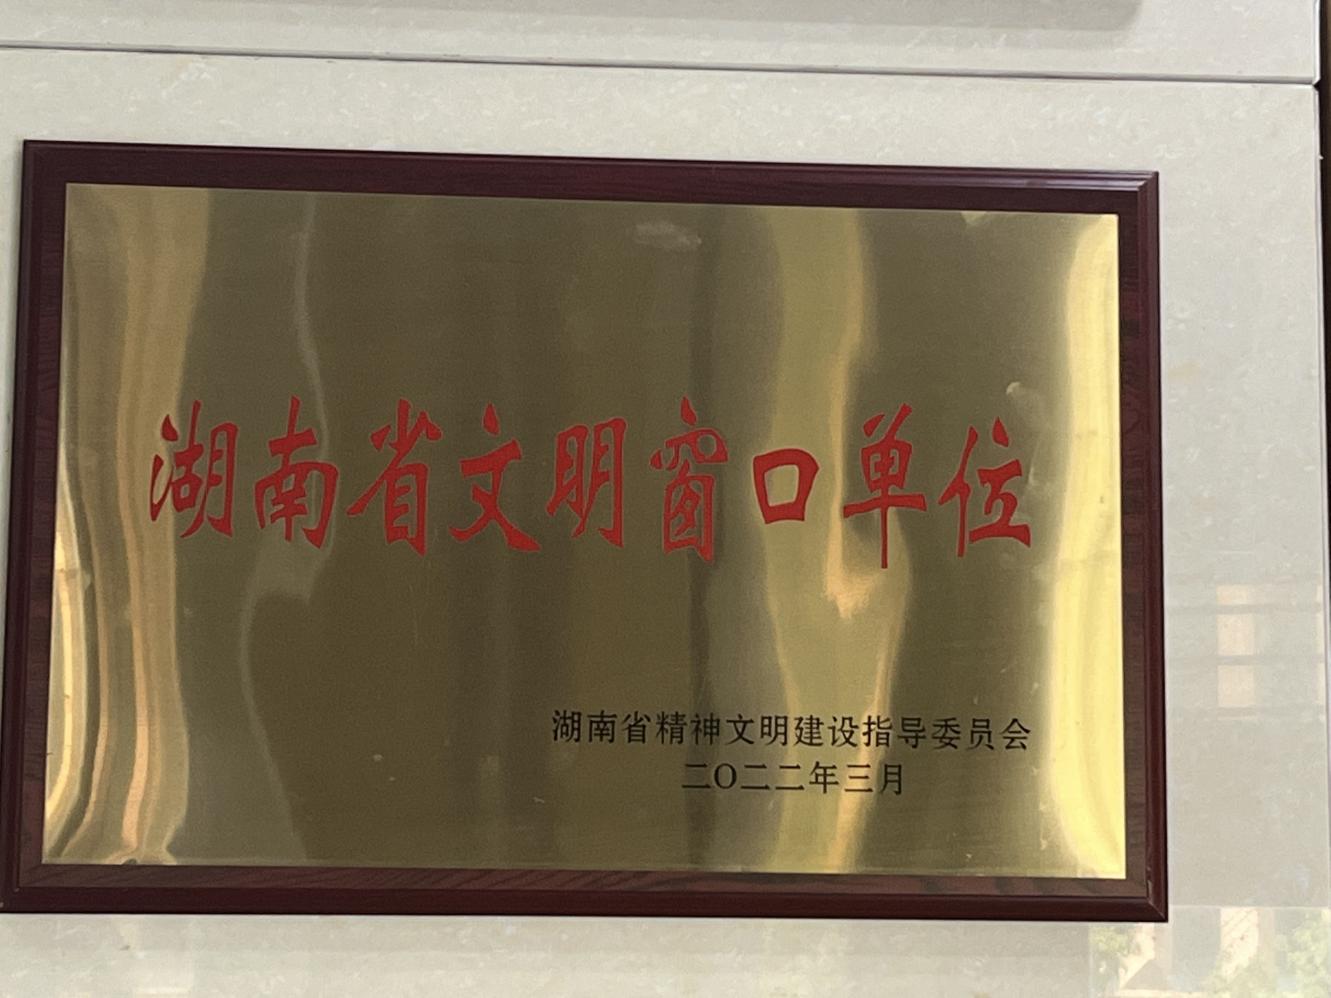 湖南省文明窗口单位
湖南省精神文明建设指导委员会
二〇二二年三月